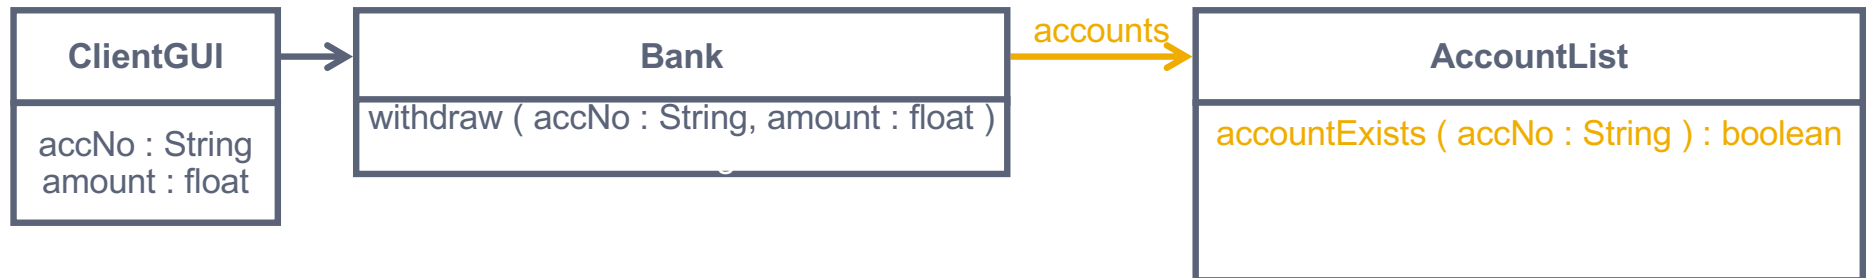 ClientGUI
accNo : String
amount : float
Bank
withdraw ( accNo : String, amount : float )
accounts
AccountList
accountExists ( accNo : String ) : boolean